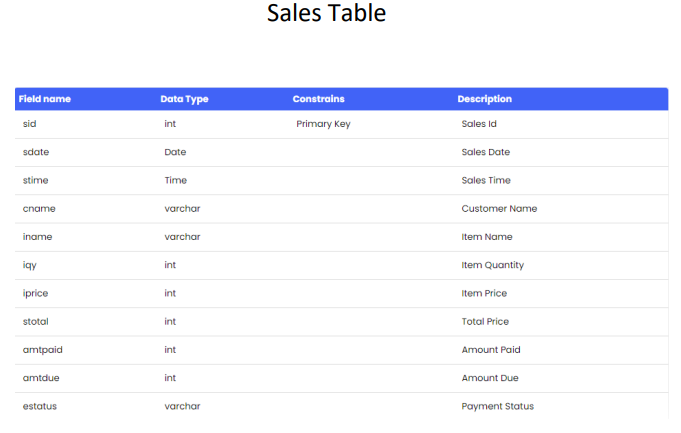 Sales Table
Field name Data Type Constrains Description
sid int Primary Key Sales Id
sdate Date Sales Date
stime Time Sales Time
cname varchar Customer Name
iname varchar Item Name
iqy int Item Quantity
iprice int Item Price
stotal int Total Price
amtpaid int Amount Paid
amtdue int Amount Due
estatus varchar Payment Status